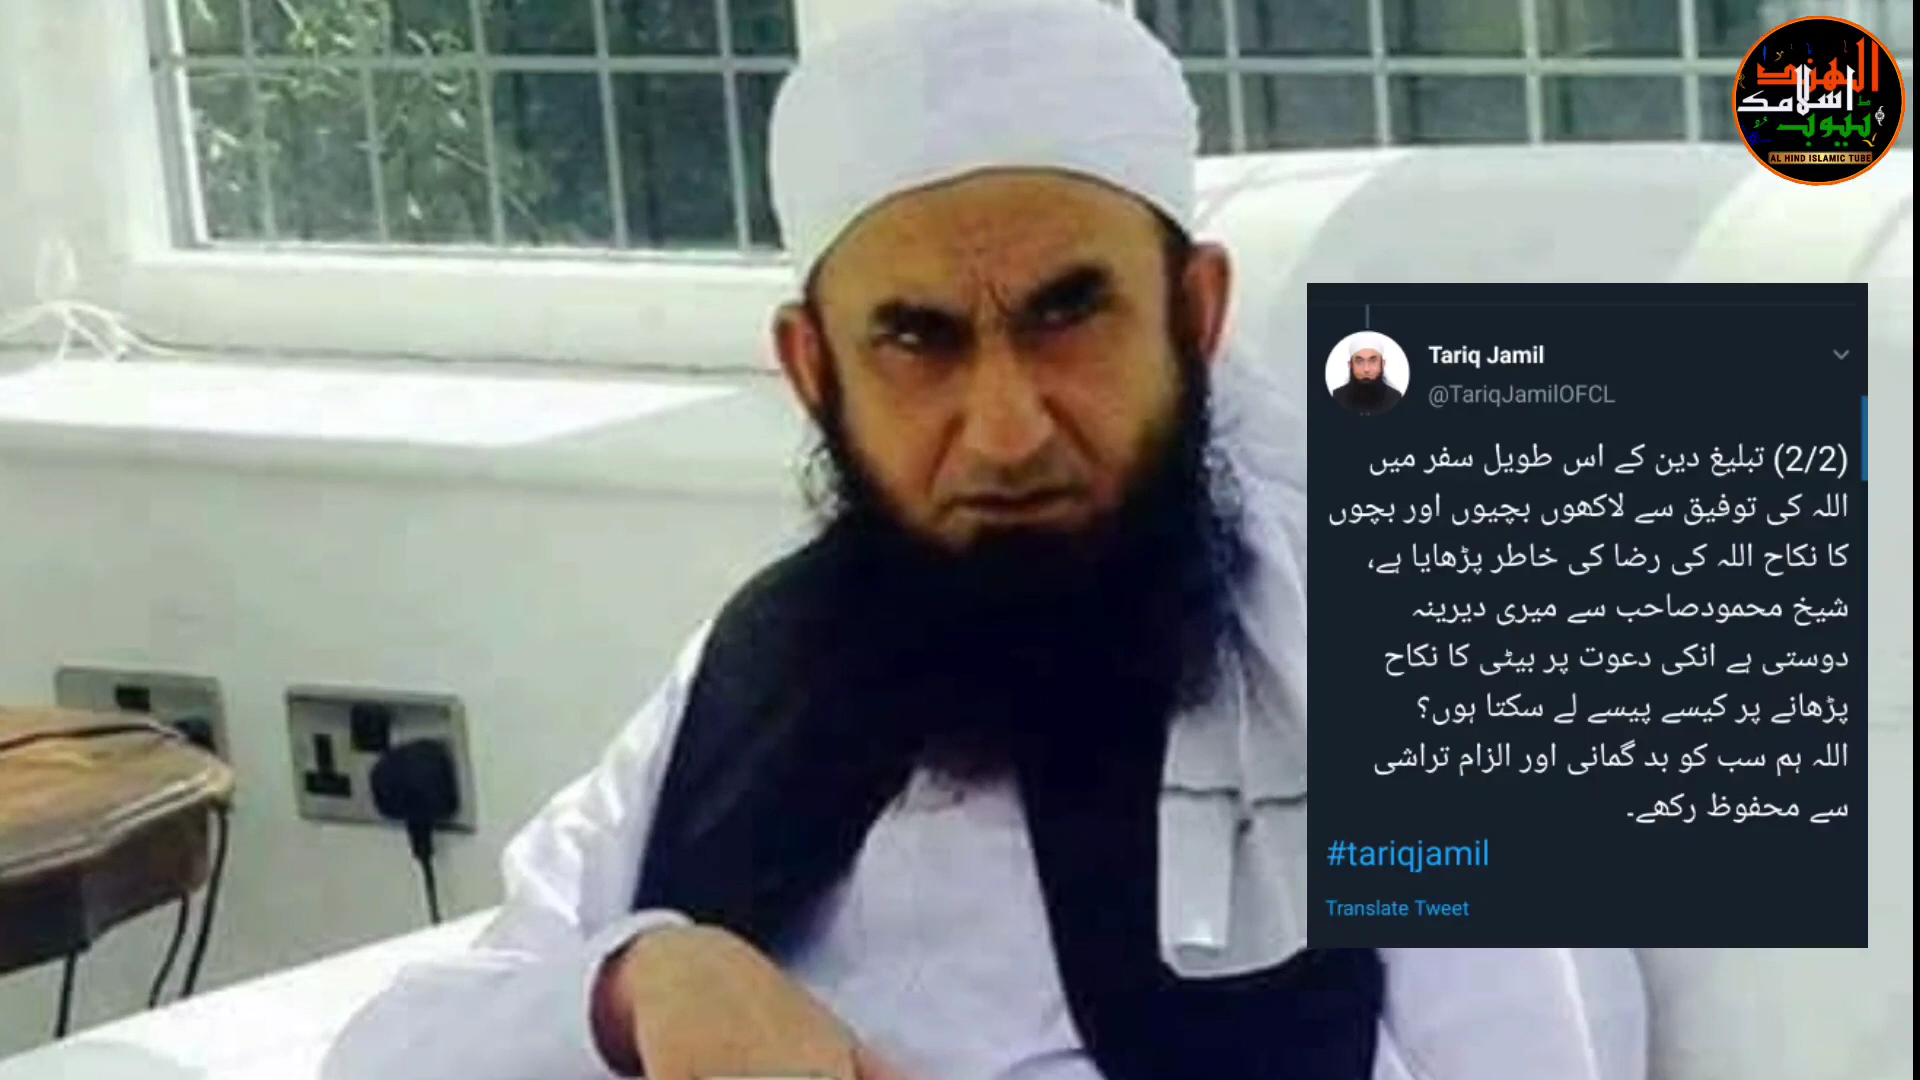 الہند
اسلامک
ٹیوب
AL HIND ISLAMIC TUBE
Tariq Jamil
@TariqJamilOFCL
(2/2) تبلیغ دین کے اس طویل سفر میں
اللہ کی توفیق سے لاکھوں بچیوں اور بچوں
کا نکاح اللہ کی رضا کی خاطر پڑھایا ہے،
شیخ محمودصاحب سے میری دیرینہ
دوستی ہے انکی دعوت پر بیٹی کا نکاح
پڑھانے پر کیسے پیسے لے سکتا ہوں؟
اللہ ہم سب کو بد گمانی اور الزام تراشی
سے محفوظ رکھے۔
#tariqjamil
Translate Tweet